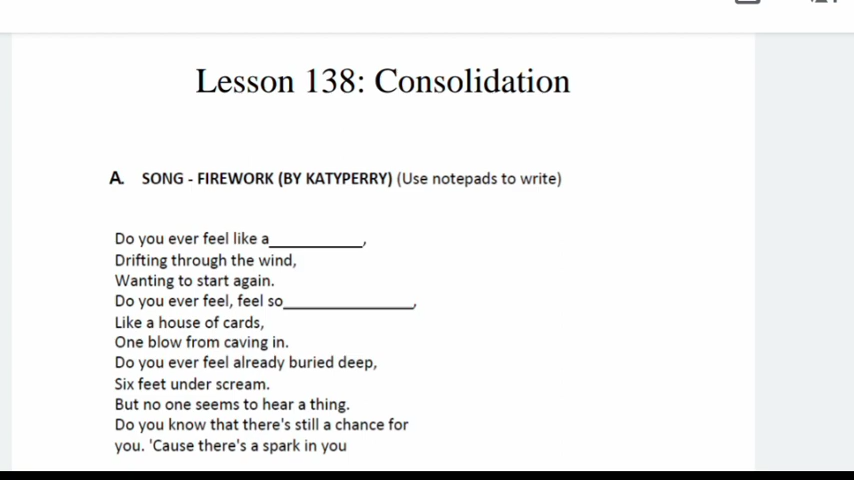 Lesson 138: Consolidation
A. SONG - FIREWORK (BY KATYPERRY) (Use notepads to write)
Do you ever feel like a___________,
Drifting through the wind,
Wanting to start again.
Do you ever feel, feel so_______________,
Like a house of cards,
One blow from caving in.
Do you ever feel already buried deep,
Six feet under scream.
But no one seems to hear a thing.
Do you know that there's still a chance for
you. 'Cause there's a spark in you